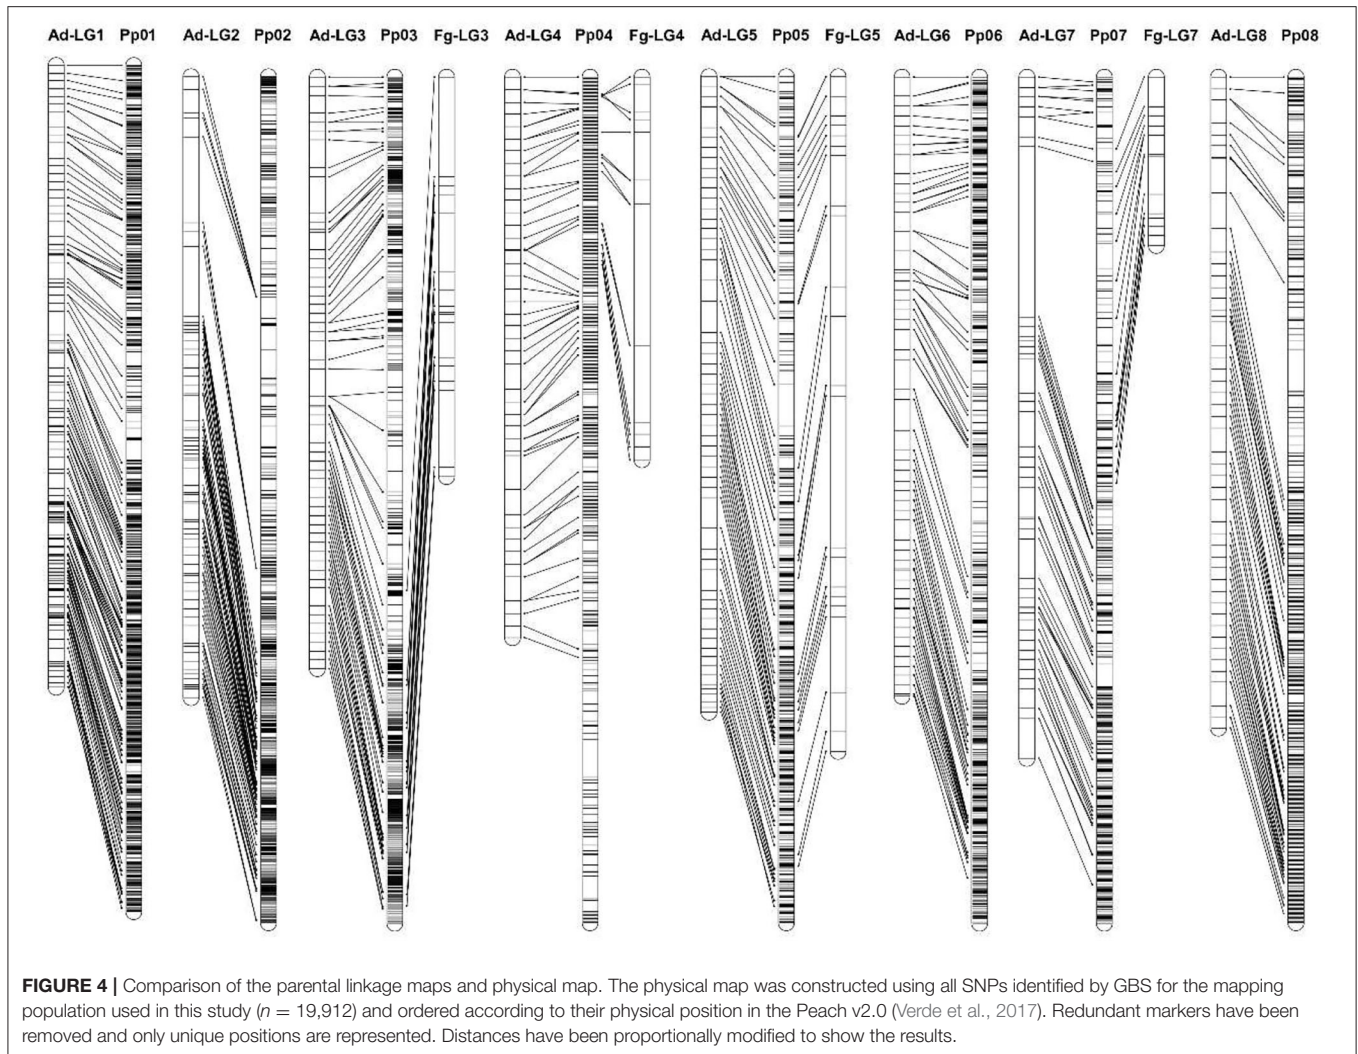 Ad-LG1 Pp01 Ad-LG2 Pp02 Ad-LG3 Pp03 Fg-LG3 Ad-LG4 Pp04 Fg-LG4 Ad-LG5 Pp05 Fg-LG5 Ad-LG6 Pp06 Ad-LG7 Pp07 Fg-LG7 Ad-LG8 Pp08
FIGURE 4 | Comparison of the parental linkage maps and physical map. The physical map was constructed using all SNPs identified by GBS for the mapping
population used in this study (n = 19,912) and ordered according to their physical position in the Peach v2.0 (Verde et al., 2017). Redundant markers have been
removed and only unique positions are represented. Distances have been proportionally modified to show the results.